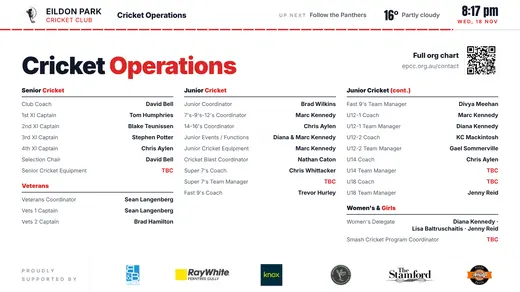 EILDON PARK
CRICKET CLUB
Cricket Operations
UP NEXT Follow the Panthers
16° Partly cloudy
8:17 pm
WED, 18 NOV
Cricket Operations
Full org chart
epcc.org.au/contact
Senior Cricket
Club Coach David Bell
1st XI Captain Tom Humphries
2nd XI Captain Blake Teunissen
3rd XI Captain Stephen Potter
4th XI Captain Chris Aylen
Selection Chair David Bell
Senior Cricket Equipment TBC
Veterans
Veterans Coordinator Sean Langenberg
Vets 1 Captain Sean Langenberg
Vets 2 Captain Brad Hamilton
Junior Cricket
Junior Coordinator Brad Wilkins
7's-9's-12's Coordinator Marc Kennedy
14-16's Coordinator Chris Aylen
Junior Events / Functions Diana & Marc Kennedy
Junior Cricket Equipment Marc Kennedy
Cricket Blast Coordinator Nathan Caton
Super 7's Coach Chris Whittacker
Super 7's Team Manager TBC
Fast 9's Coach Trevor Hurley
Junior Cricket (cont.)
Fast 9's Team Manager Divya Meehan
U12-1 Coach Marc Kennedy
U12-1 Team Manager Diana Kennedy
U12-2 Coach KC Mackintosh
U12-2 Team Manager Gael Sommerville
U14 Coach Chris Aylen
U14 Team Manager TBC
U18 Coach TBC
U18 Team Manager Jenny Reid
Women's & Girls
Women's Delegate Diana Kennedy ·
Lisa Baltruschaitis · Jenny Reid
Smash Cricket Program Coordinator TBC
PROUDLY
SUPPORTED BY
RayWhite
FERNTREE GULLY
knox
The
Stamford